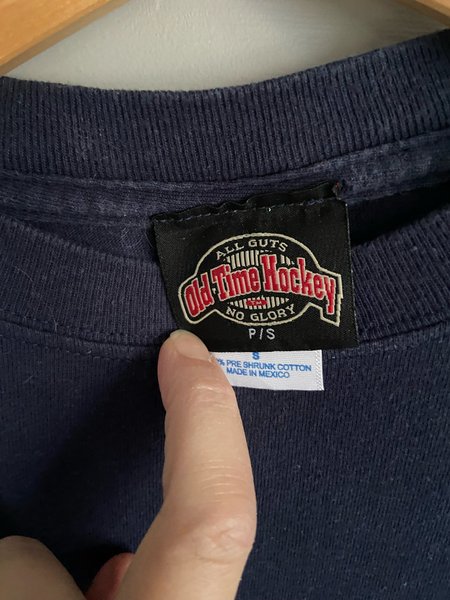 ALL GUTS
Old Time Hockey
NO GLORY
P/S
S
% PRE SHRUNK COTTON
MADE IN MEXICO